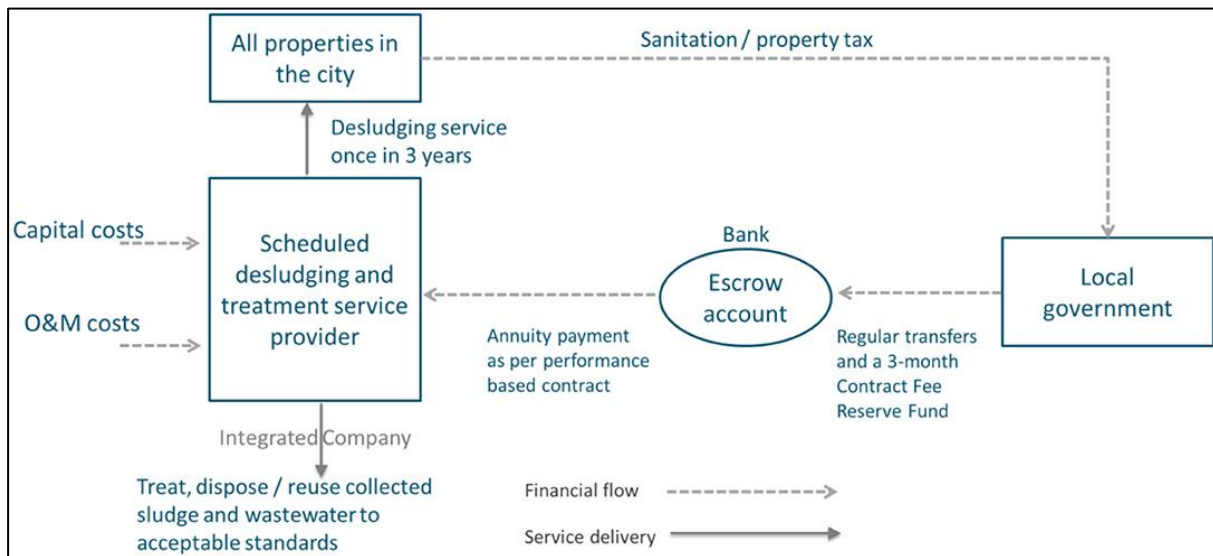 All properties in
the city
Sanitation / property tax
Desludging service
once in 3 years
Capital costs
O&M costs
Scheduled
desludging and
treatment service
provider
Bank
Escrow
account
Local
government
Annuity payment
as per performance
based contract
Regular transfers
and a 3-month
Contract Fee
Reserve Fund
Integrated Company
Treat, dispose / reuse collected
sludge and wastewater to
acceptable standards
Financial flow
Service delivery